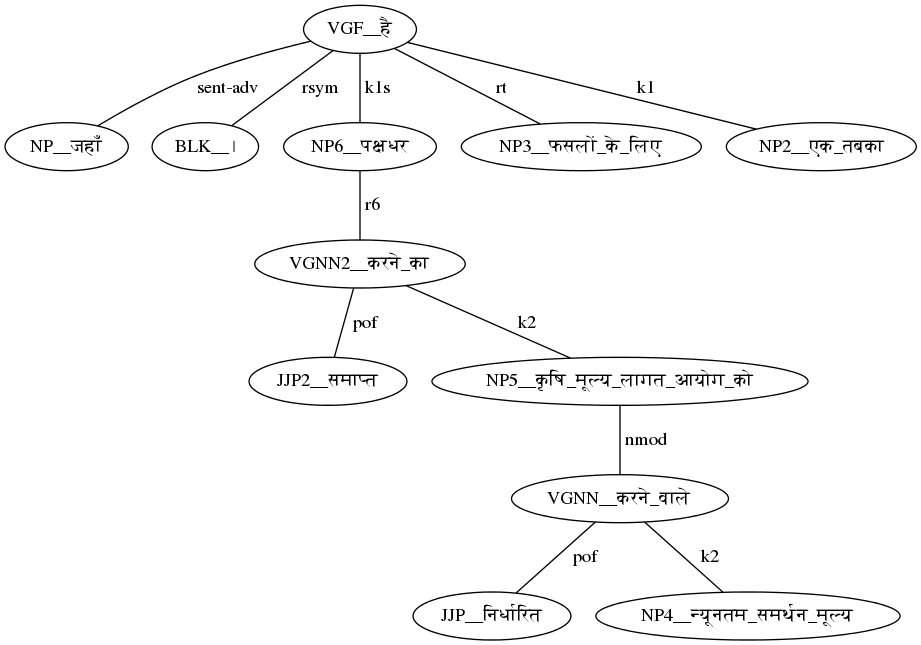 VGF__है
sent-adv rsym k1s rt k1
NP__जहाँ BLK__। NP6__पक्षधर NP3__फसलों_के_लिए NP2__एक_तबका
r6
VGNN2__करने_का
pof k2
JJP2__समाप्त NP5__कृषि_मूल्य_लागत_आयोग_को
nmod
VGNN__करने_वाले
pof k2
JJP__निर्धारित NP4__न्यूनतम_समर्थन_मूल्य